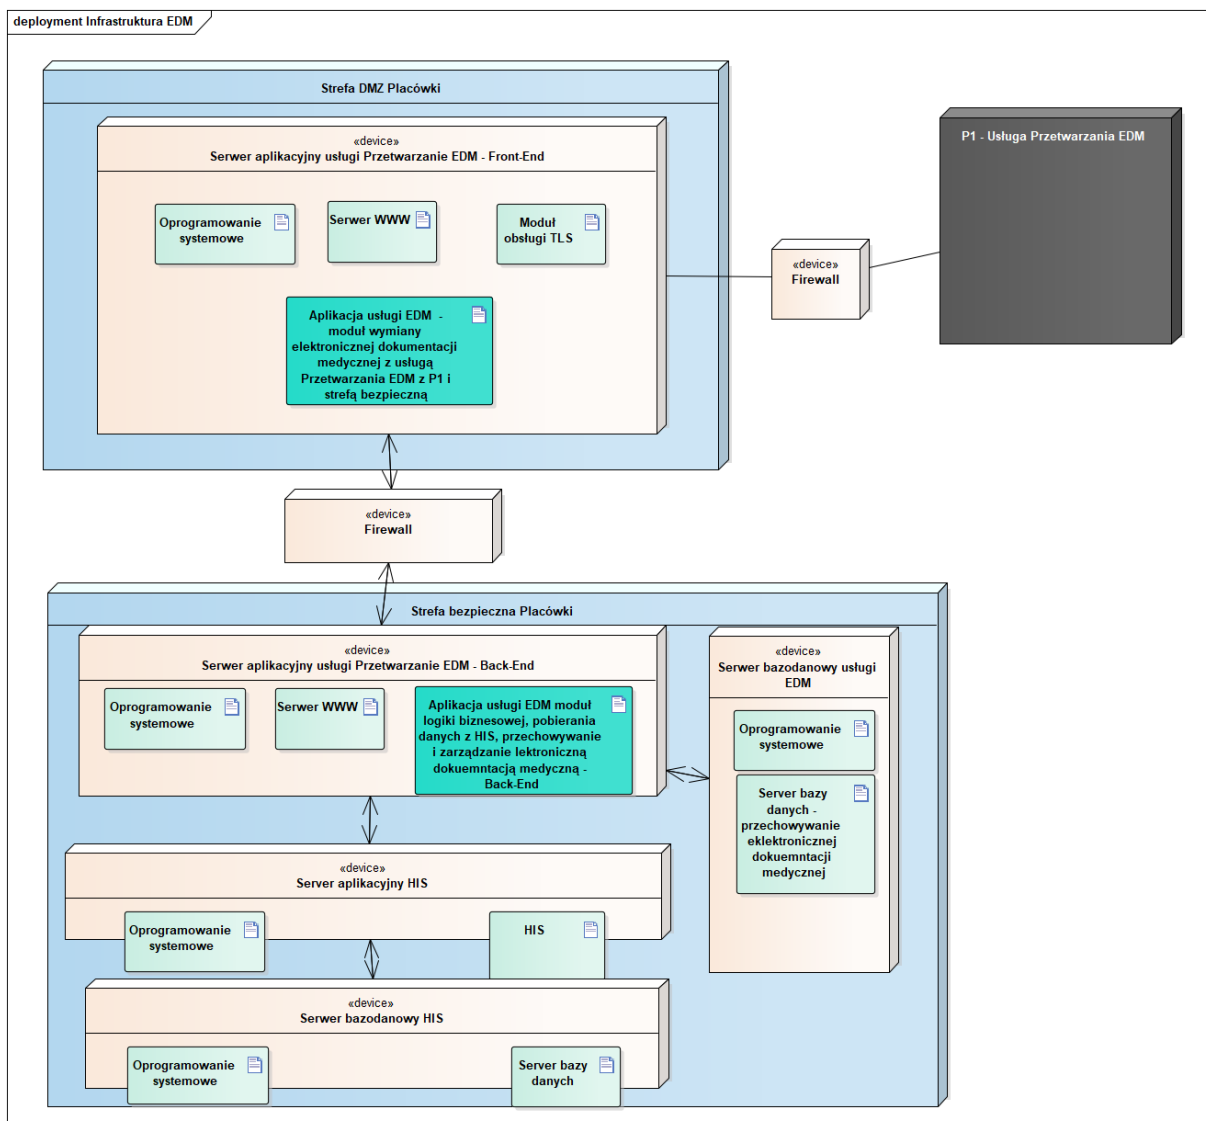 deployment Infrastruktura EDM
Strefa DMZ Placówki
«device»
Serwer aplikacyjny usługi Przetwarzanie EDM - Front-End
Oprogramowanie
systemowe
Serwer WWW
Moduł
obsługi TLS
Aplikacja usługi EDM -
moduł wymiany
elektronicznej dokumentacji
medycznej z usługą
Przetwarzania EDM z P1 i
strefą bezpieczną
«device»
Firewall
P1 - Usługa Przetwarzania EDM
«device»
Firewall
Strefa bezpieczna Placówki
«device»
Serwer aplikacyjny usługi Przetwarzanie EDM - Back-End
Oprogramowanie
systemowe
Serwer WWW
Aplikacja usługi EDM moduł
logiki biznesowej, pobierania
danych z HIS, przechowywanie
i zarządzanie lektroniczną
dokuemntacją medyczną -
Back-End
«device»
Serwer bazodanowy usługi
EDM
Oprogramowanie
systemowe
Server bazy
danych -
przechowywanie
eklektronicznej
dokuemntacji
medycznej
«device»
Server aplikacyjny HIS
Oprogramowanie
systemowe
HIS
«device»
Serwer bazodanowy HIS
Oprogramowanie
systemowe
Server bazy
danych